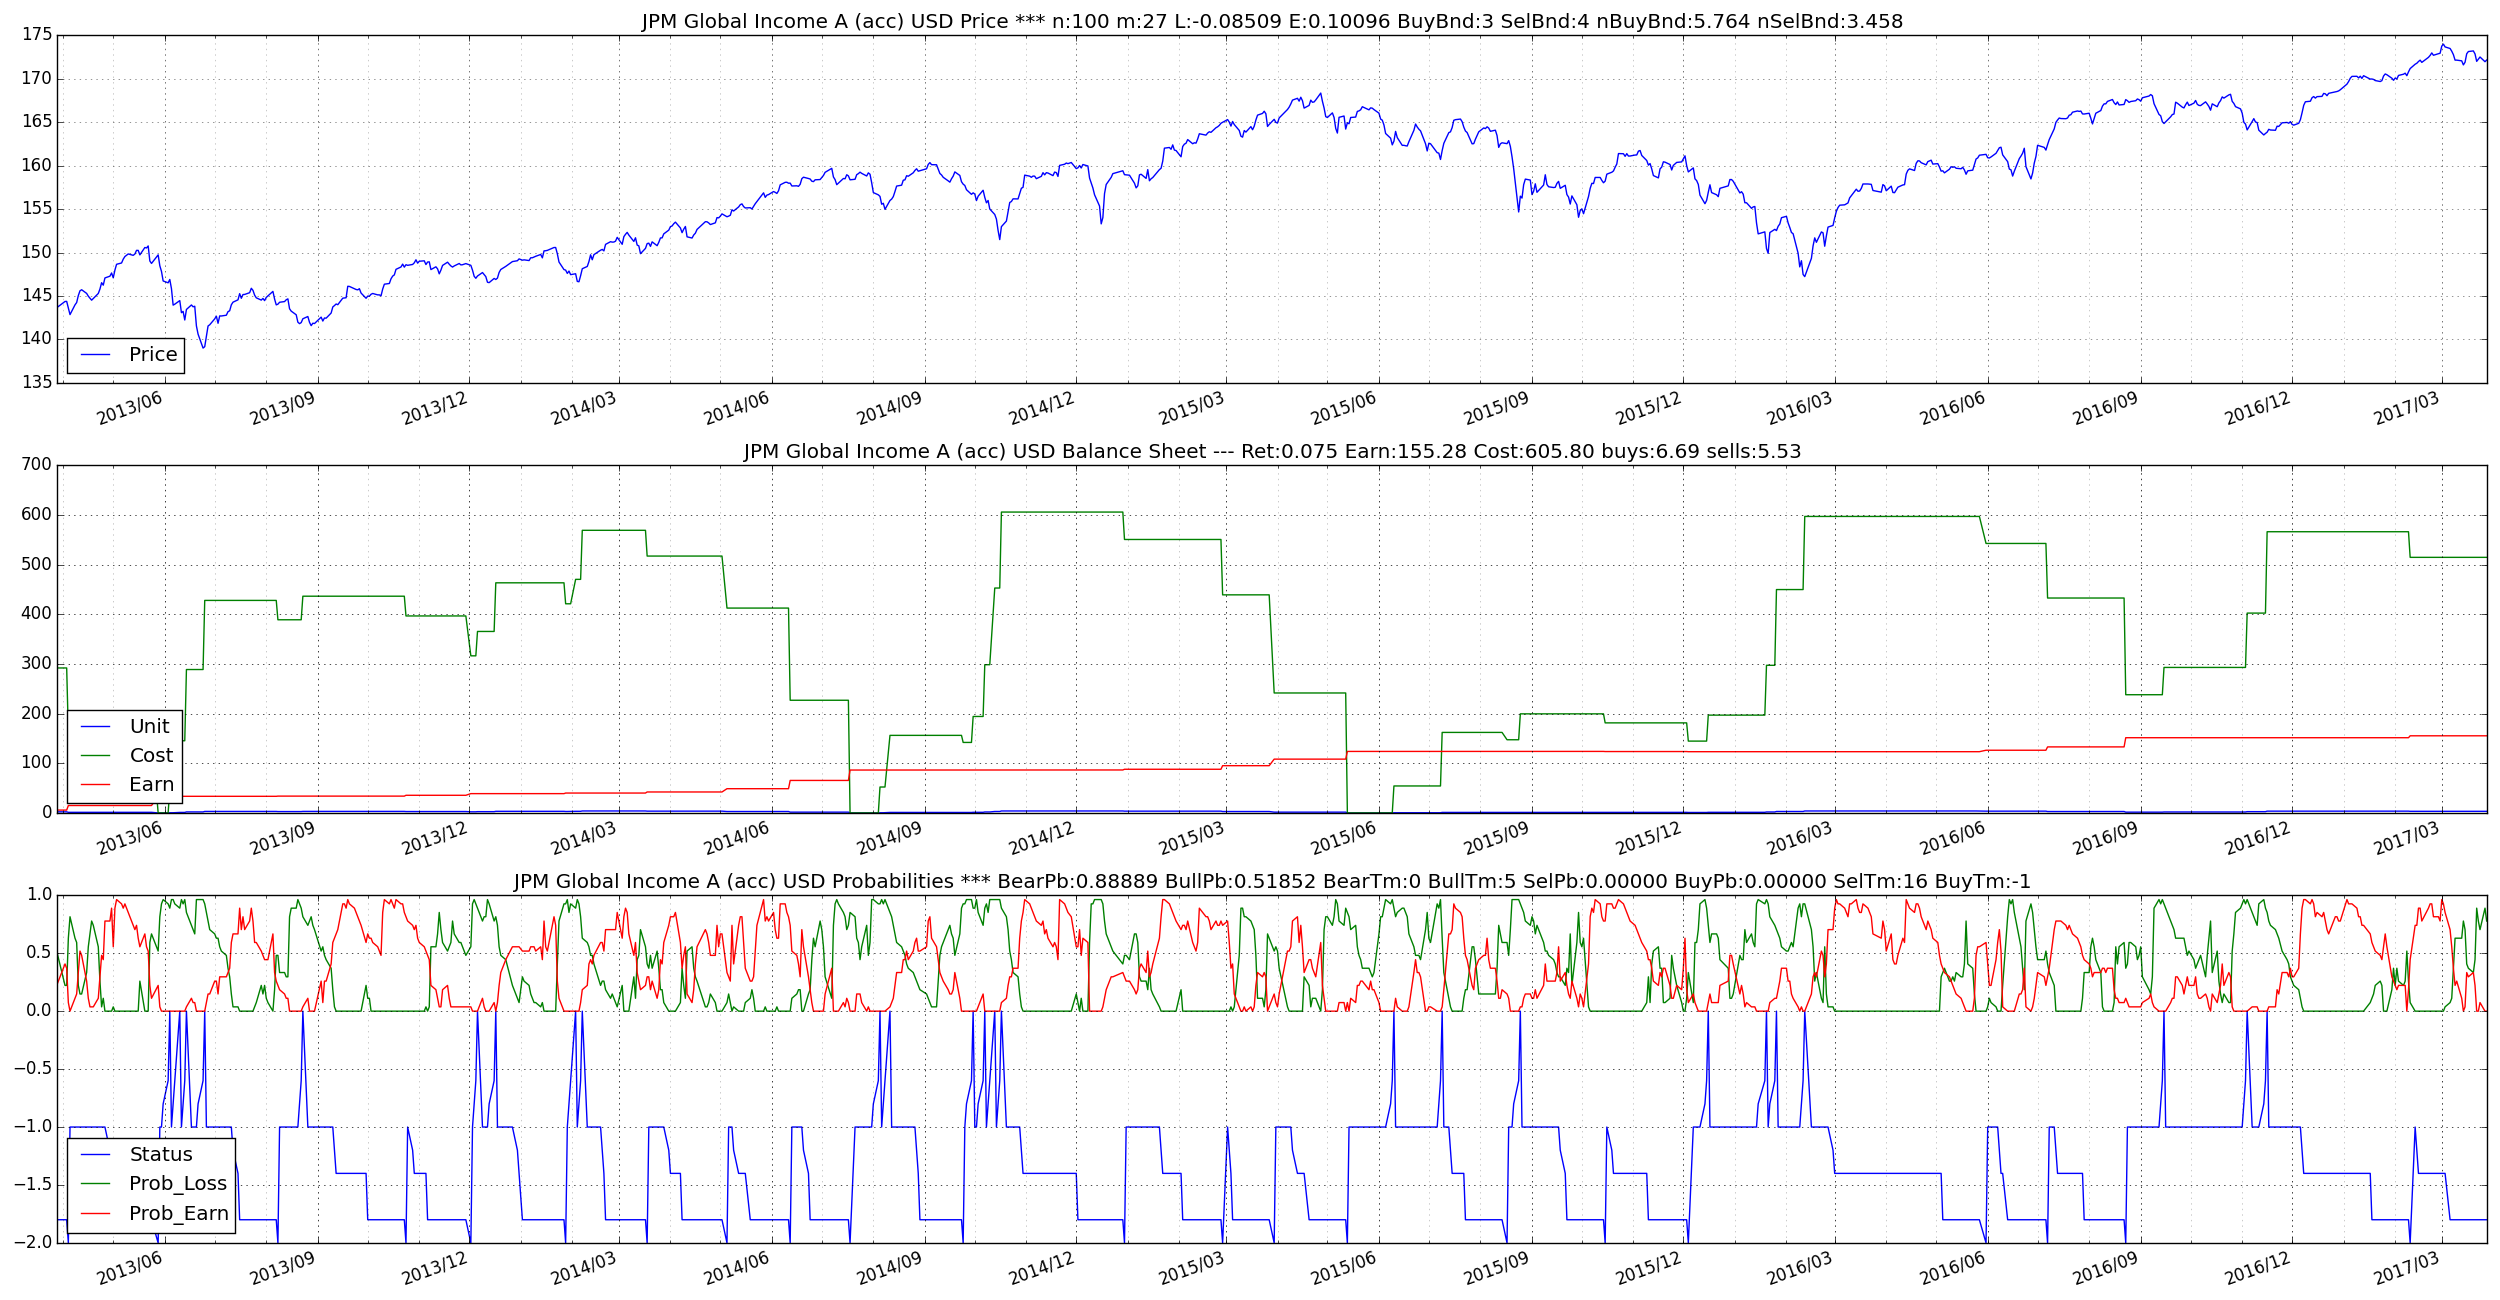 JPM Global Income A (acc) USD Price *** n:100 m:27 L:-0.08509 E:0.10096 BuyBnd:3 SelBnd:4 nBuyBnd:5.764 nSelBnd:3.458
175
170
165
160
155
150
145
140
135
Price
2013/06 2013/09 2013/12 2014/03 2014/06 2014/09 2014/12 2015/03 2015/06 2015/09 2015/12 2016/03 2016/06 2016/09 2016/12 2017/03
JPM Global Income A (acc) USD Balance Sheet --- Ret:0.075 Earn:155.28 Cost:605.80 buys:6.69 sells:5.53
700
600
500
400
300
200
100
0
Unit
Cost
Earn
2013/06 2013/09 2013/12 2014/03 2014/06 2014/09 2014/12 2015/03 2015/06 2015/09 2015/12 2016/03 2016/06 2016/09 2016/12 2017/03
JPM Global Income A (acc) USD Probabilities *** BearPb:0.88889 BullPb:0.51852 BearTm:0 BullTm:5 SelPb:0.00000 BuyPb:0.00000 SelTm:16 BuyTm:-1
1.0
0.5
0.0
−0.5
−1.0
−1.5
−2.0
Status
Prob_Loss
Prob_Earn
2013/06 2013/09 2013/12 2014/03 2014/06 2014/09 2014/12 2015/03 2015/06 2015/09 2015/12 2016/03 2016/06 2016/09 2016/12 2017/03